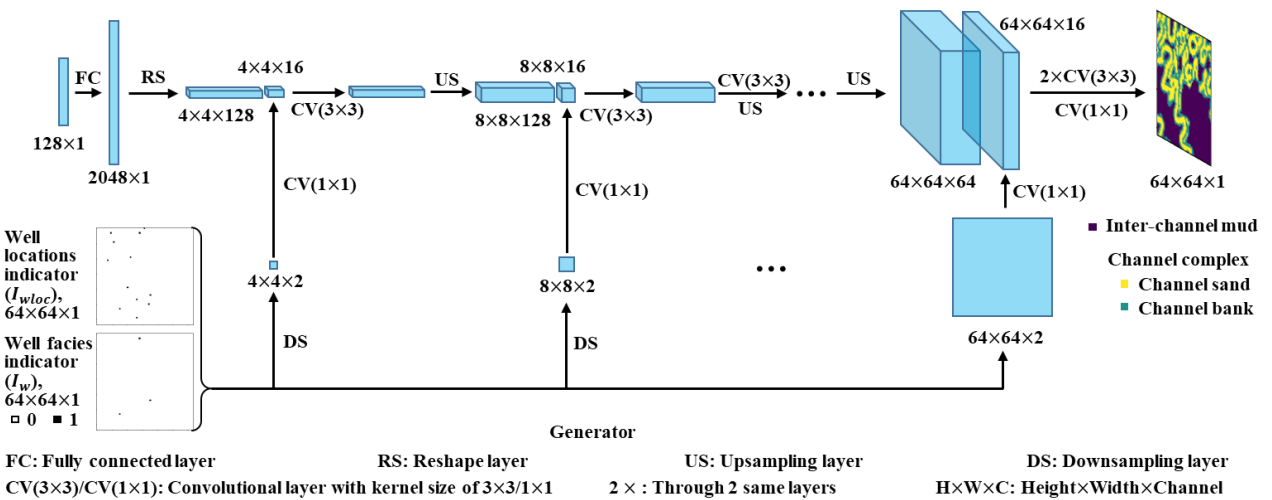 FC
RS
4×4×16
CV(3×3)
US
8×8×16
CV(3×3)
CV(3×3)
US
US
64×64×16
2×CV(3×3)
CV(1×1)
128×1
2048×1
4×4×128
8×8×128
64×64×64
64×64×1
CV(1×1)
CV(1×1)
CV(1×1)
Well
locations
indicator
(I_wloc),
64×64×1
4×4×2
8×8×2
64×64×2
Inter-channel mud
Channel complex
Channel sand
Channel bank
Well facies
indicator
(I_w),
64×64×1
0 1
DS
DS
Generator
FC: Fully connected layer RS: Reshape layer US: Upsampling layer DS: Downsampling layer
CV(3×3)/CV(1×1): Convolutional layer with kernel size of 3×3/1×1 2 × : Through 2 same layers H×W×C: Height×Width×Channel